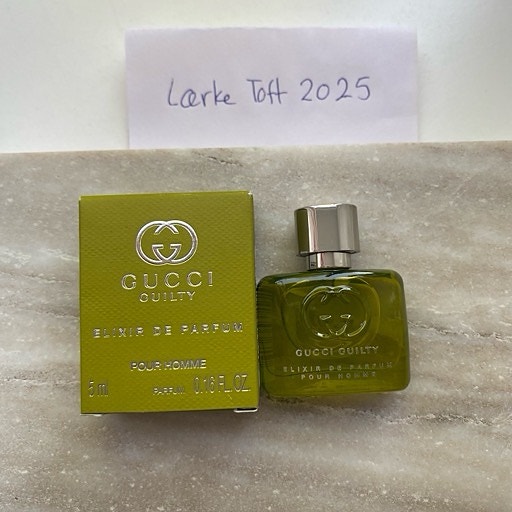 Lærke Toft 2025
GUCCI
GUILTY
ELIXIR DE PARFUM
POUR HOMME
5 ml PARFUM 0.16 FL.OZ.
GUCCI GUILTY
ELIXIR DE PARFUM
POUR HOMME